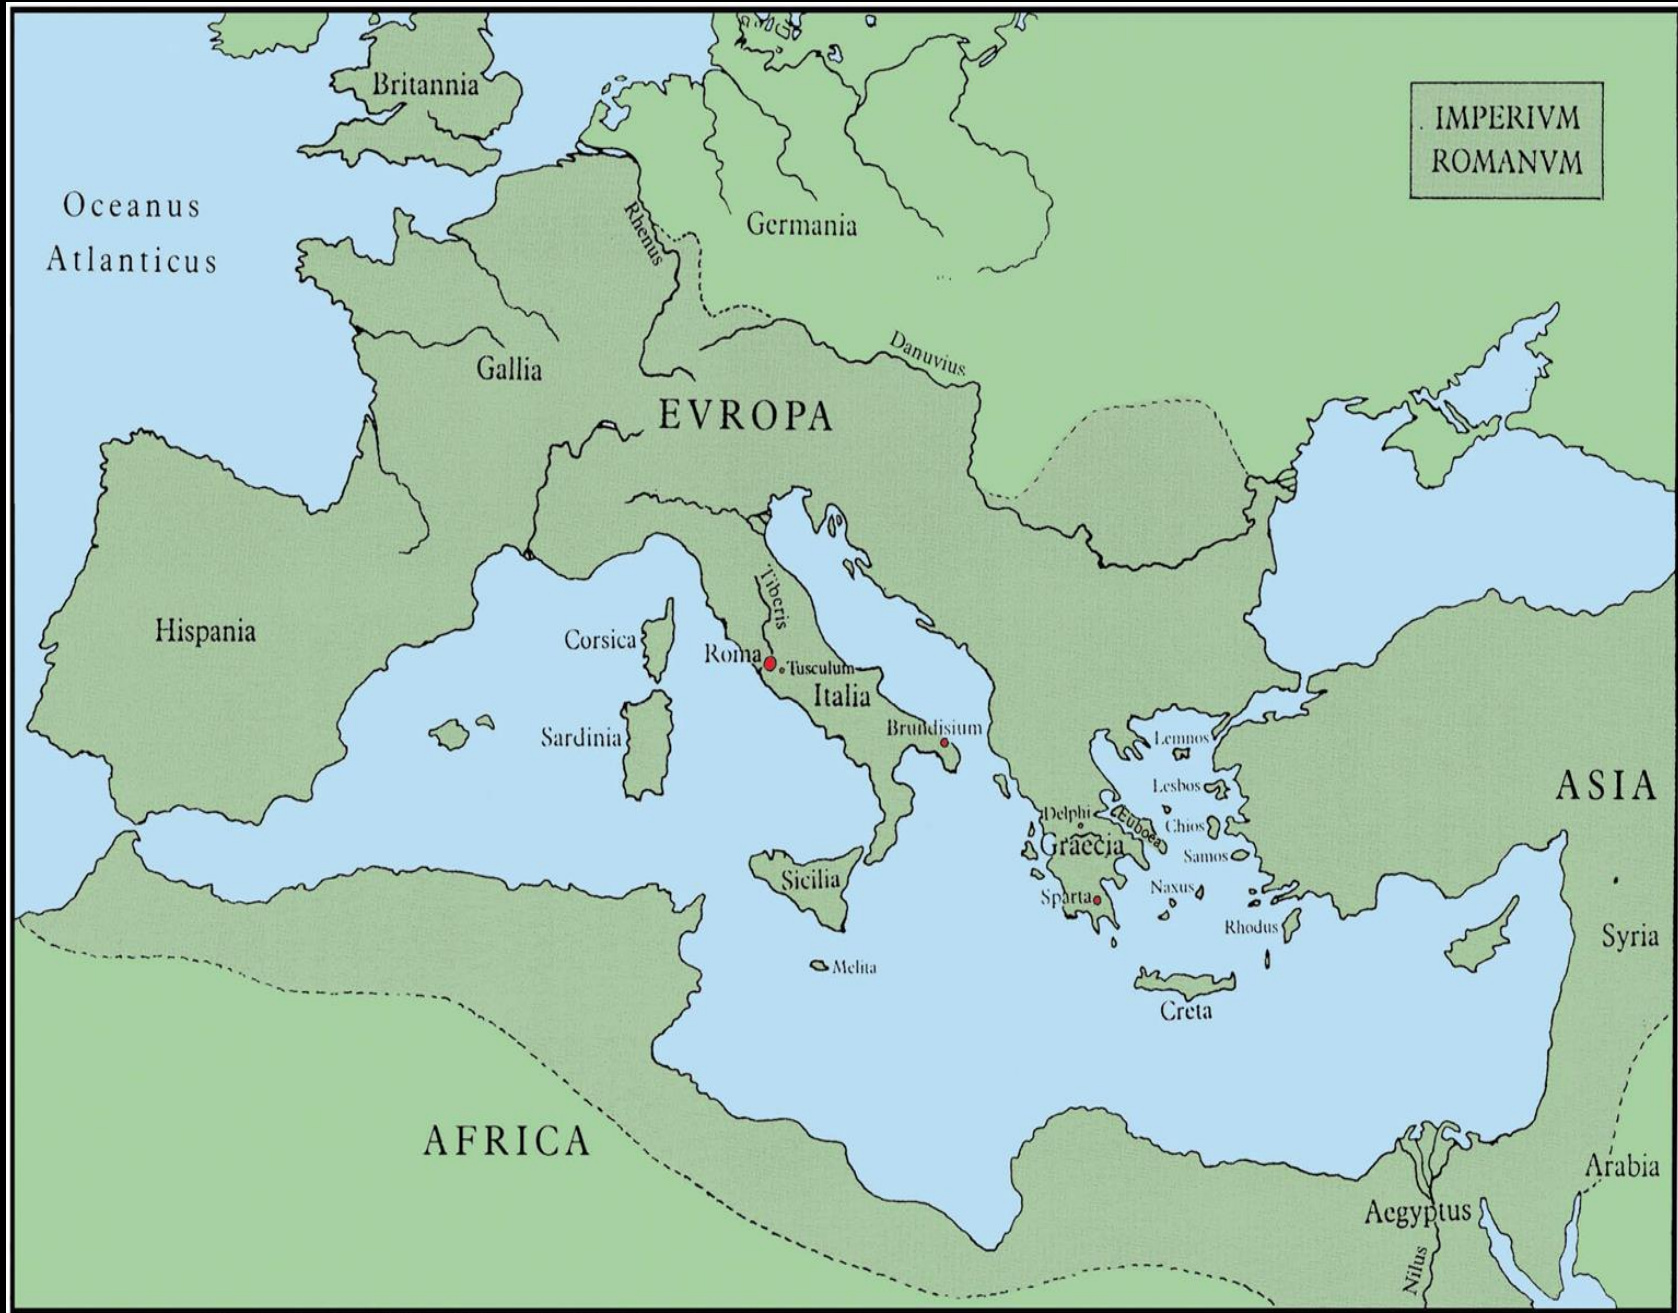 Britannia
IMPERIVM
ROMANVM
Oceanus
Atlanticus
Rhenus
Germania
Danuvius
Gallia
EVROPA
Tiberis
Hispania
Corsica
Roma
Tusculum
Italia
Sardinia
Brundisium
Lemnos
ASIA
Lesbos
Delphi
Euboea
Chios
Graecia
Samos
Sicilia
Naxus
Sparta
Rhodus
Syria
Melita
Creta
AFRICA
Arabia
Aegyptus
Nilus